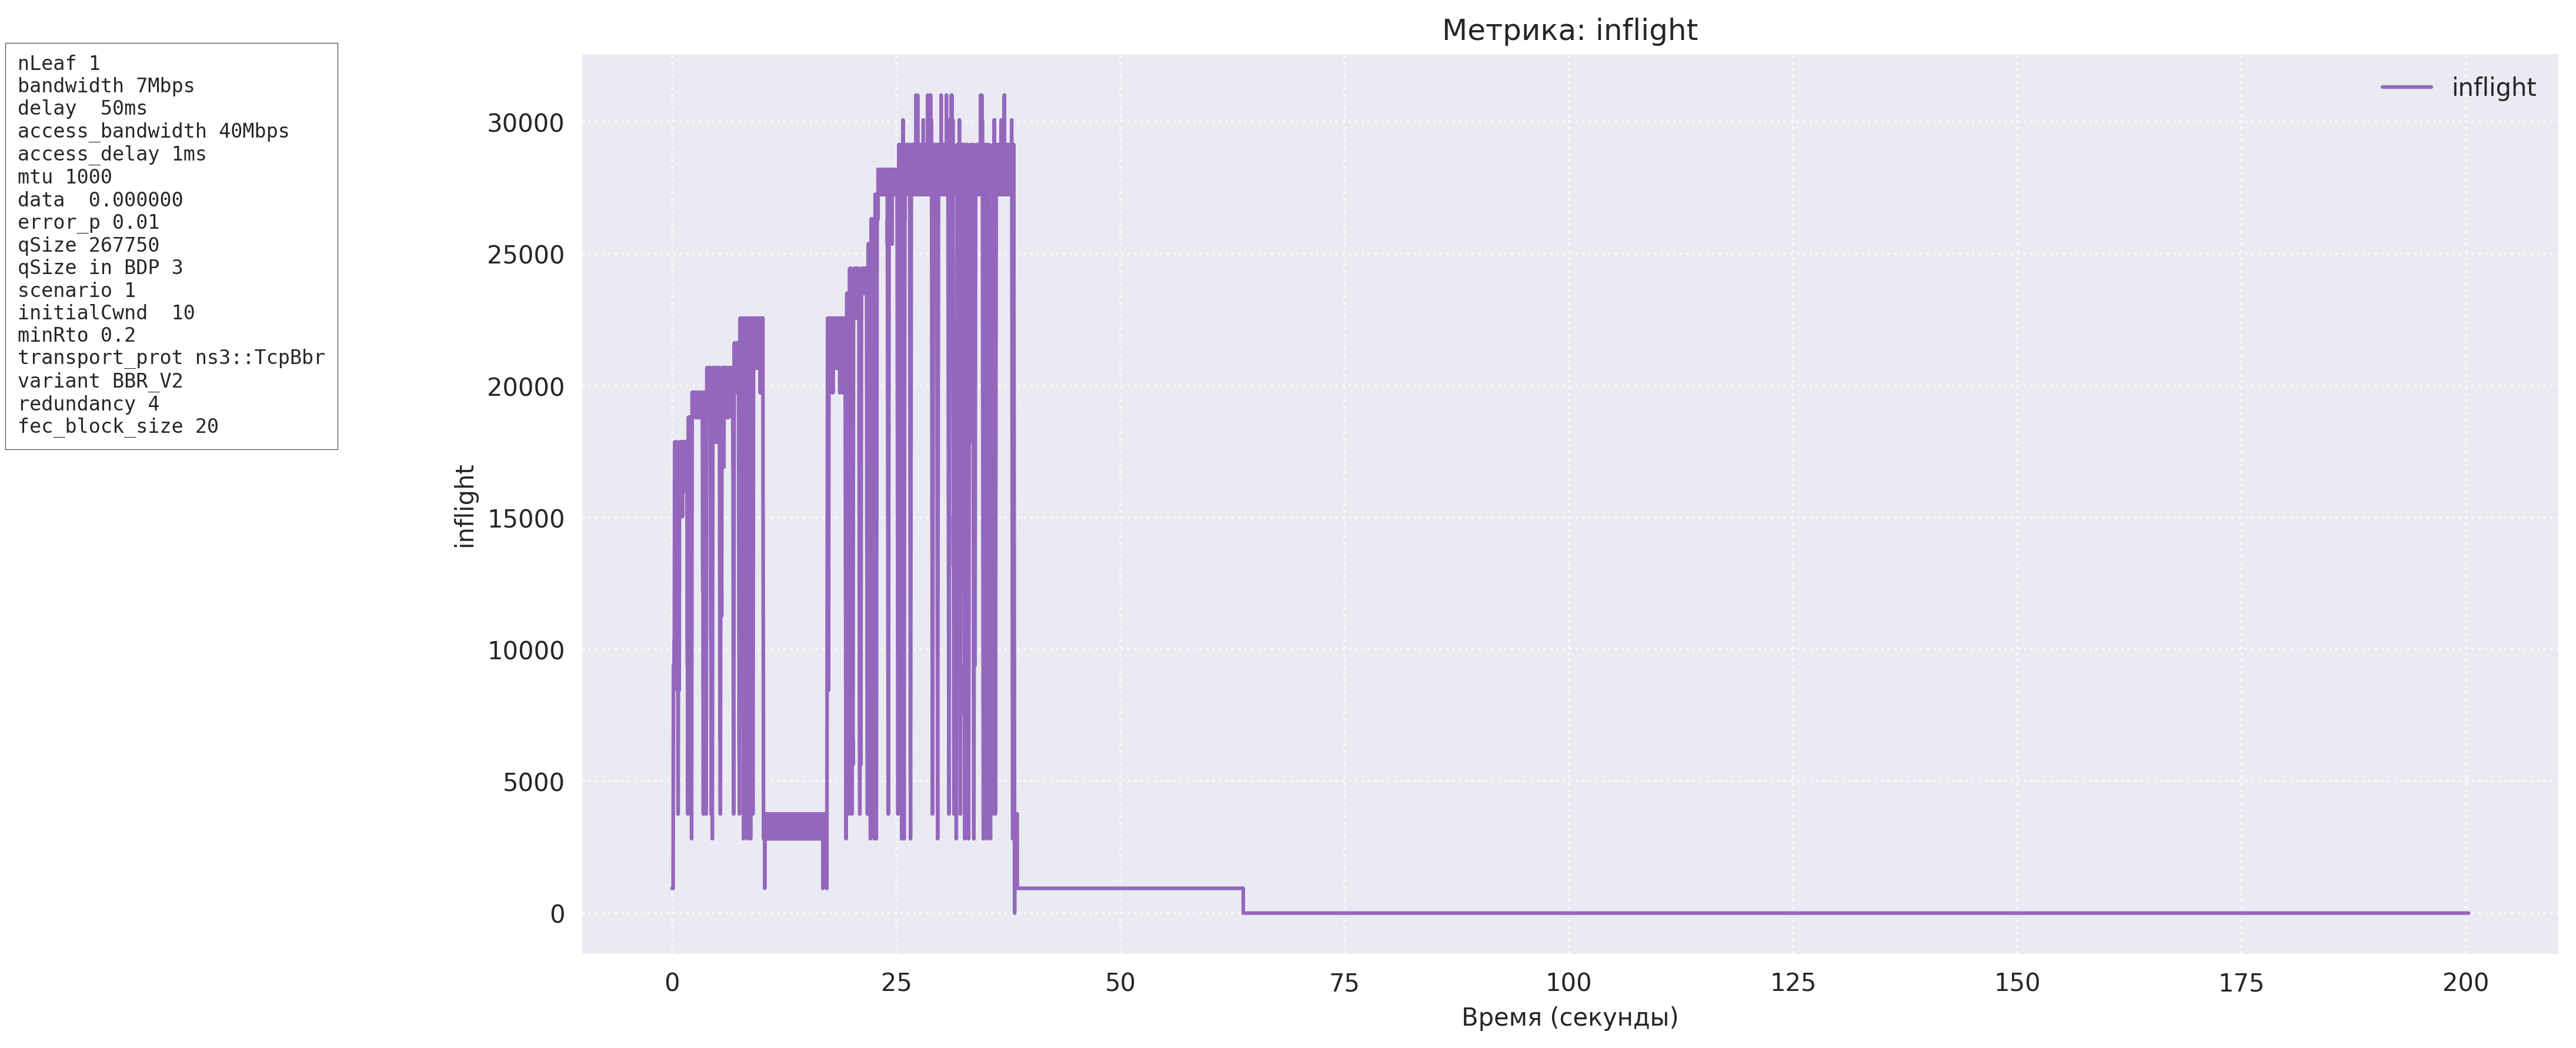 Метрика: inflight
nLeaf 1
bandwidth 7Mbps
delay  50ms
access_bandwidth 40Mbps
access_delay 1ms
mtu 1000
data  0.000000
error_p 0.01
qSize 267750
qSize in BDP 3
scenario 1
initialCwnd  10
minRto 0.2
transport_prot ns3::TcpBbr
variant BBR_V2
redundancy 4
fec_block_size 20
inflight
inflight
30000
25000
20000
15000
10000
5000
0
0 25 50 75 100 125 150 175 200
Время (секунды)